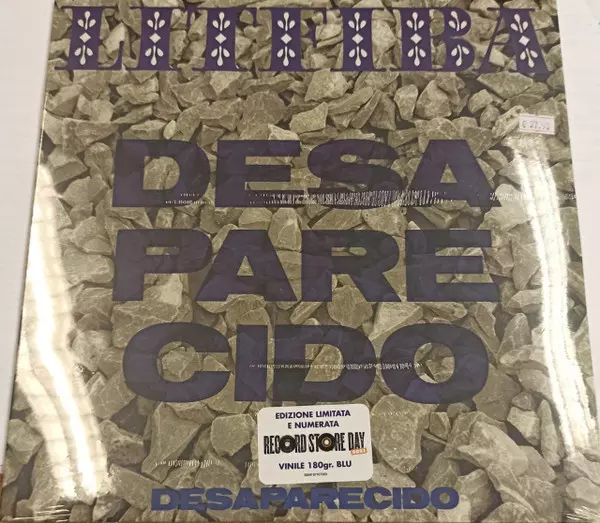 LITFIBA
DESA
PARE
CIDO
EDIZIONE LIMITATA
E NUMERATA
RECORD STORE DAY
VINILE 180gr. BLU
DESAPARECIDO